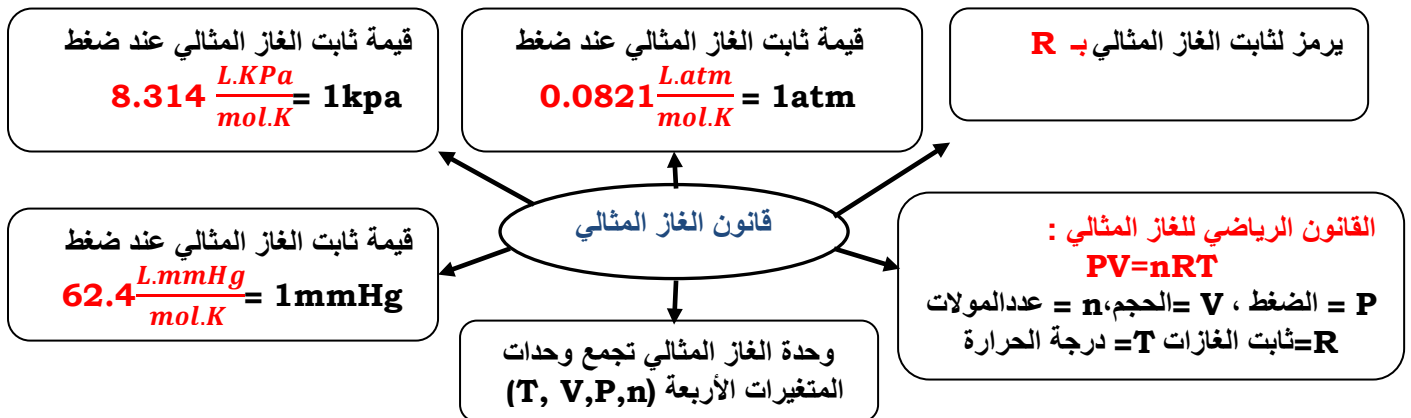 يرمز لثابت الغاز المثالي بـ R
قيمة ثابت الغاز المثالي عند ضغط
1atm = 0.0821 L.atm/mol.K
قيمة ثابت الغاز المثالي عند ضغط
1kpa = 8.314 L.KPa/mol.K
قانون الغاز المثالي
القانون الرياضي للغاز المثالي :
PV=nRT
P = الضغط ، V =الحجم،n = عددالمولات
R=ثابت الغازات T= درجة الحرارة
قيمة ثابت الغاز المثالي عند ضغط
1mmHg = 62.4 L.mmHg/mol.K
وحدة الغاز المثالي تجمع وحدات
المتغيرات الأربعة (T, V,P,n)